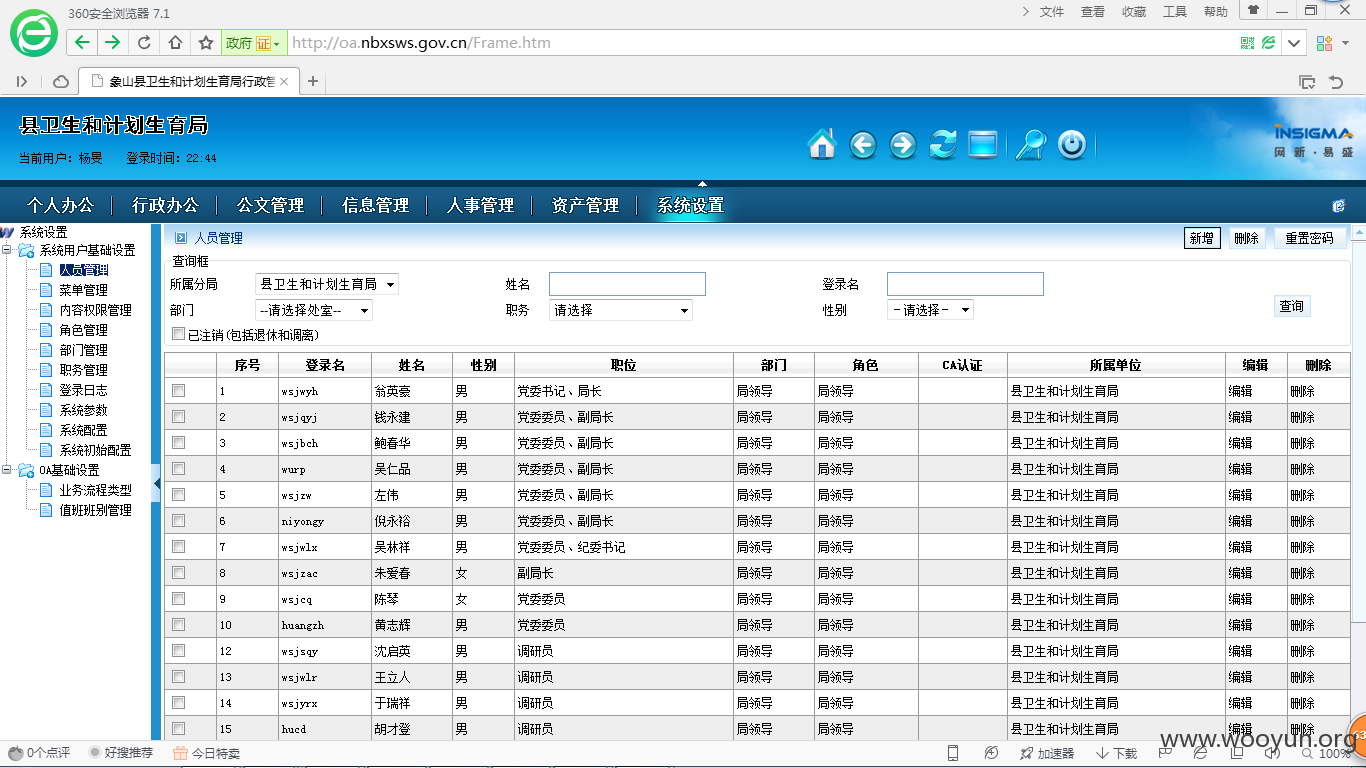 360安全浏览器 7.1
文件 查看 收藏 工具 帮助
政府 证 http://oa.nbxsws.gov.cn/Frame.htm
象山县卫生和计划生育局行政管
县卫生和计划生育局
当前用户：杨旻 登录时间：22:44
INSIGMA
网新·易盛
个人办公 行政办公 公文管理 信息管理 人事管理 资产管理 系统设置
系统设置
系统用户基础设置
人员管理
菜单管理
内容权限管理
角色管理
部门管理
职务管理
登录日志
系统参数
系统配置
系统初始配置
OA基础设置
业务流程类型
值班班别管理
人员管理 新增 删除 重置密码
查询框
所属分局 县卫生和计划生育局 姓名 登录名
部门 --请选择处室-- 职务 请选择 性别 -请选择-
查询
已注销(包括退休和调离)
序号 登录名 姓名 性别 职位 部门 角色 CA认证 所属单位 编辑 删除
1 wsjwyh 翁英豪 男 党委书记、局长 局领导 局领导 县卫生和计划生育局 编辑 删除
2 wsjqyj 钱永建 男 党委委员、副局长 局领导 局领导 县卫生和计划生育局 编辑 删除
3 wsjbch 鲍春华 男 党委委员、副局长 局领导 局领导 县卫生和计划生育局 编辑 删除
4 wurp 吴仁品 男 党委委员、副局长 局领导 局领导 县卫生和计划生育局 编辑 删除
5 wsjzw 左伟 男 党委委员、副局长 局领导 局领导 县卫生和计划生育局 编辑 删除
6 niyongy 倪永裕 男 党委委员、副局长 局领导 局领导 县卫生和计划生育局 编辑 删除
7 wsjwlx 吴林祥 男 党委委员、纪委书记 局领导 局领导 县卫生和计划生育局 编辑 删除
8 wsjzac 朱爱春 女 副局长 局领导 局领导 县卫生和计划生育局 编辑 删除
9 wsjcq 陈琴 女 党委委员 局领导 局领导 县卫生和计划生育局 编辑 删除
10 huangzh 黄志辉 男 党委委员 局领导 局领导 县卫生和计划生育局 编辑 删除
12 wsjsqy 沈启英 男 调研员 局领导 局领导 县卫生和计划生育局 编辑 删除
13 wsjwlr 王立人 男 调研员 局领导 局领导 县卫生和计划生育局 编辑 删除
14 wsjyrx 于瑞祥 男 调研员 局领导 局领导 县卫生和计划生育局 编辑 删除
15 hucd 胡才登 男 调研员 局领导 局领导 县卫生和计划生育局 编辑 删除
www.wooyun.org
0个点评 好搜推荐 今日特卖 加速器 下载 100%